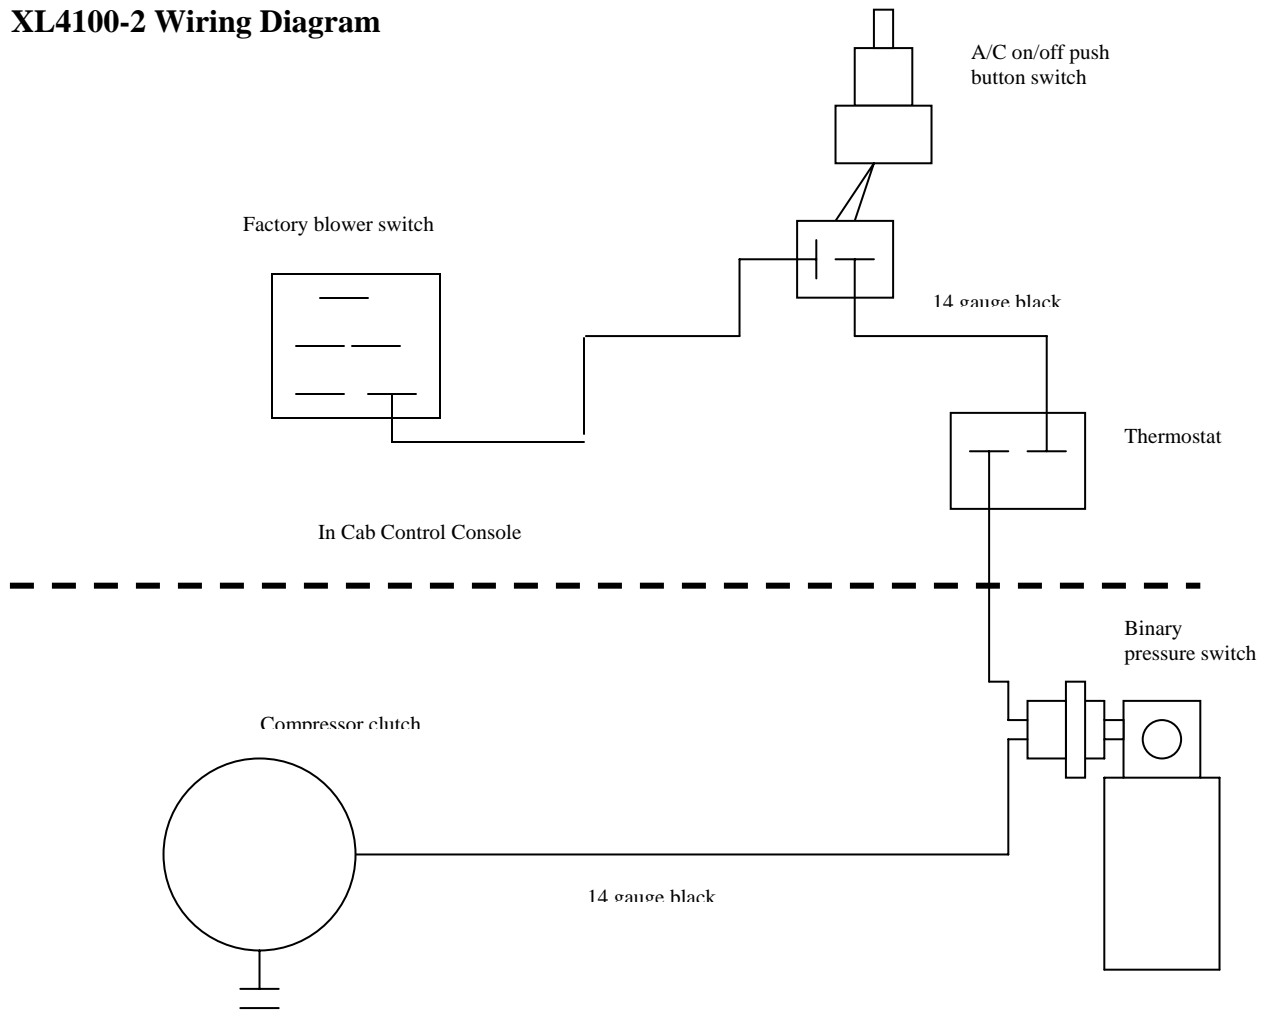 XL4100-2 Wiring Diagram
A/C on/off push
button switch
Factory blower switch
14 gauge black
Thermostat
In Cab Control Console
Binary
pressure switch
Compressor clutch
14 gauge black